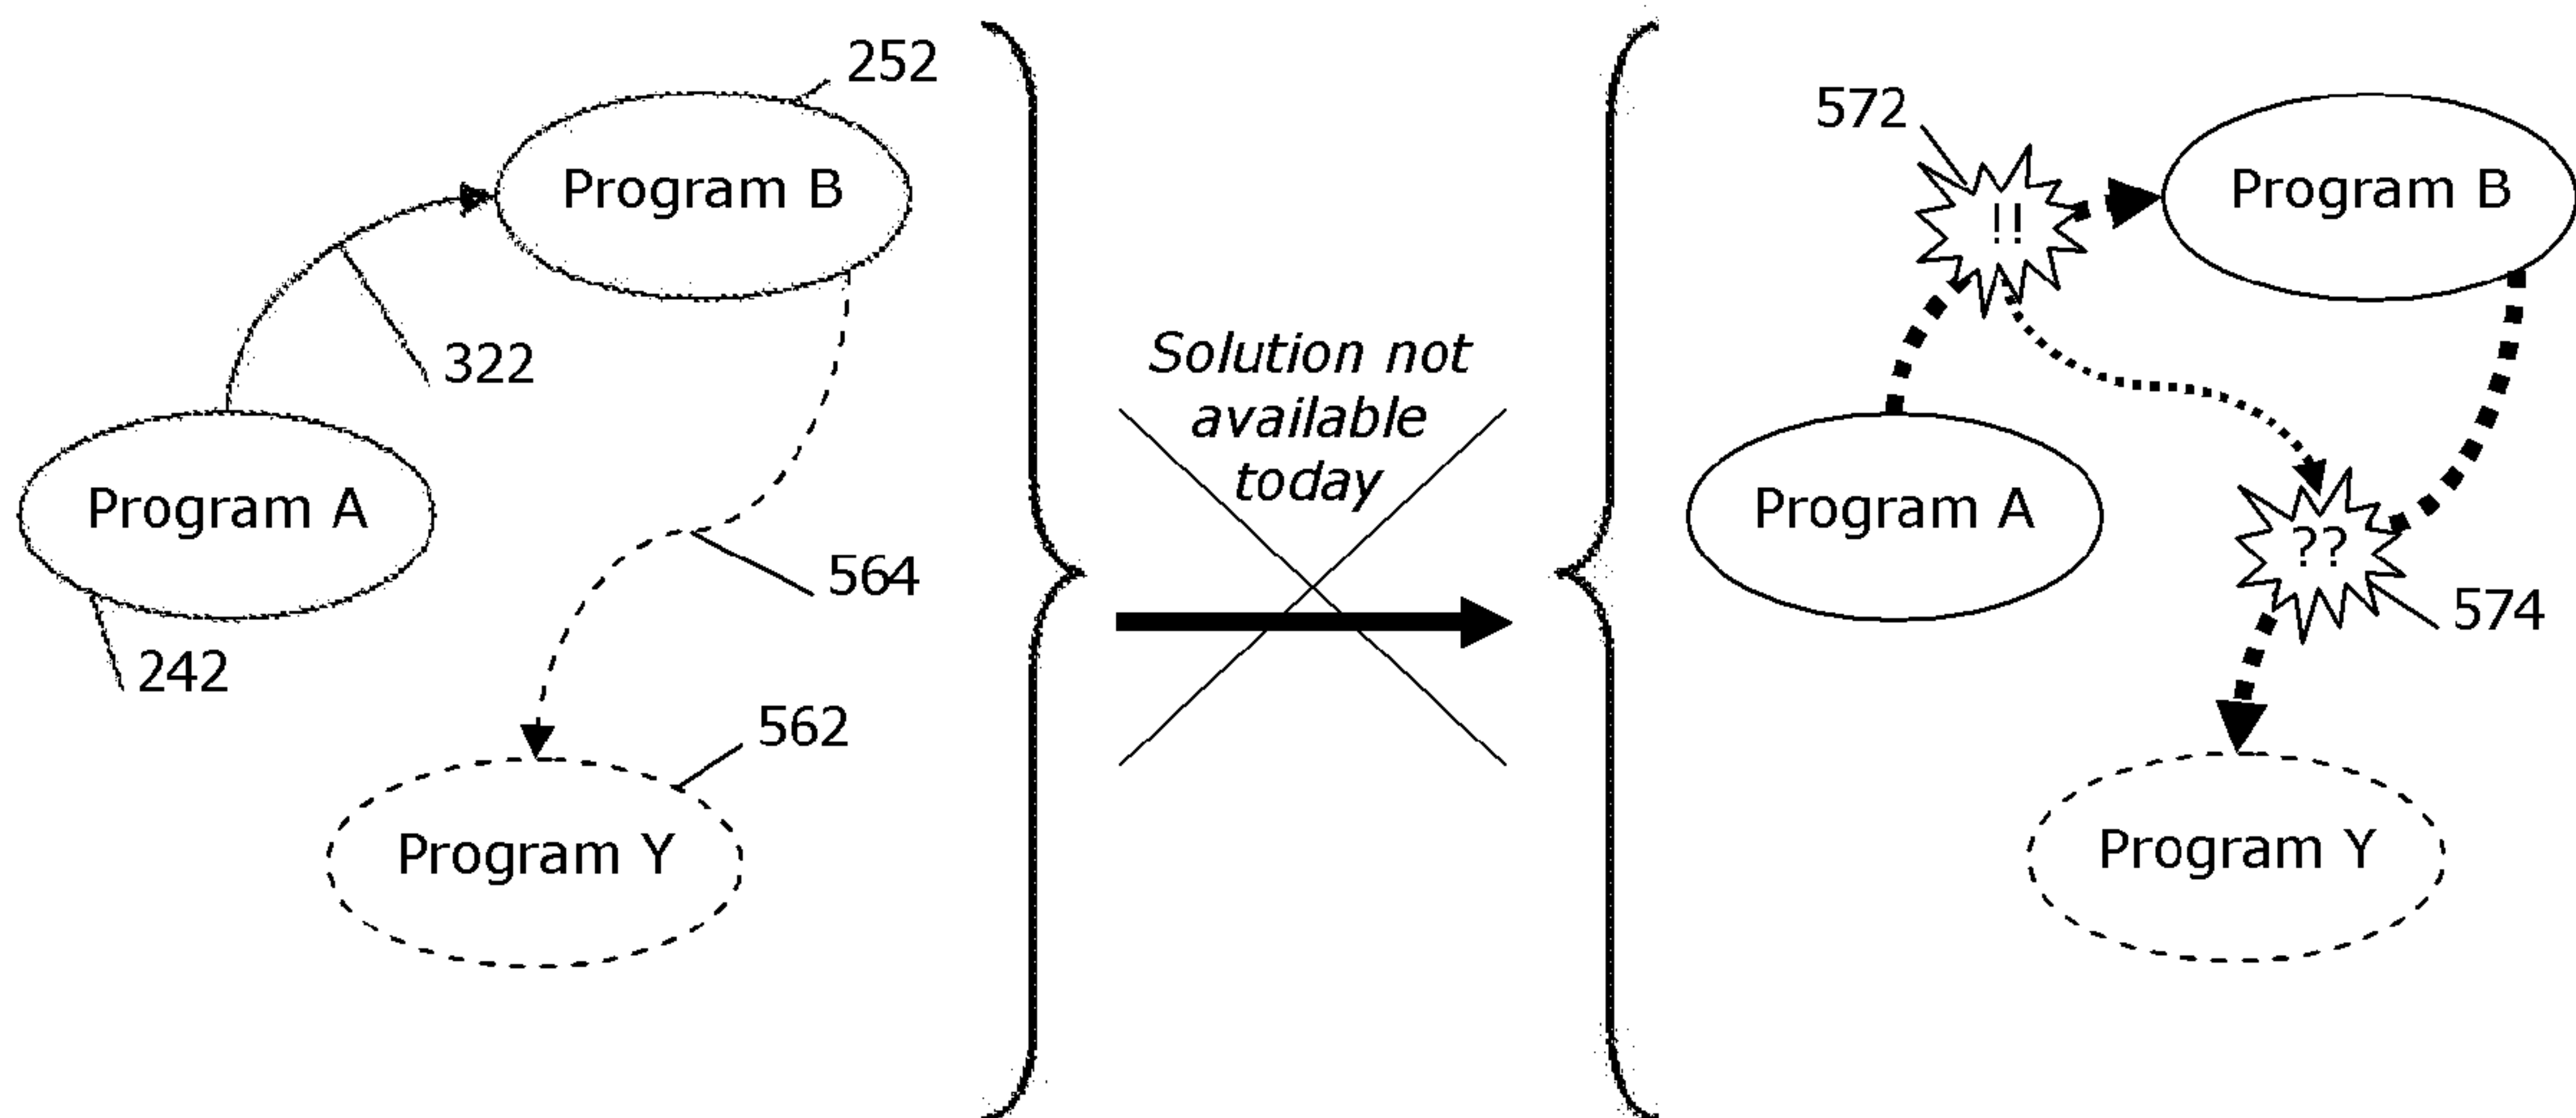 252
Program B
322
Program A
242
564
562
Program Y
Solution not
available
today
572
!!
Program B
Program A
??
574
Program Y